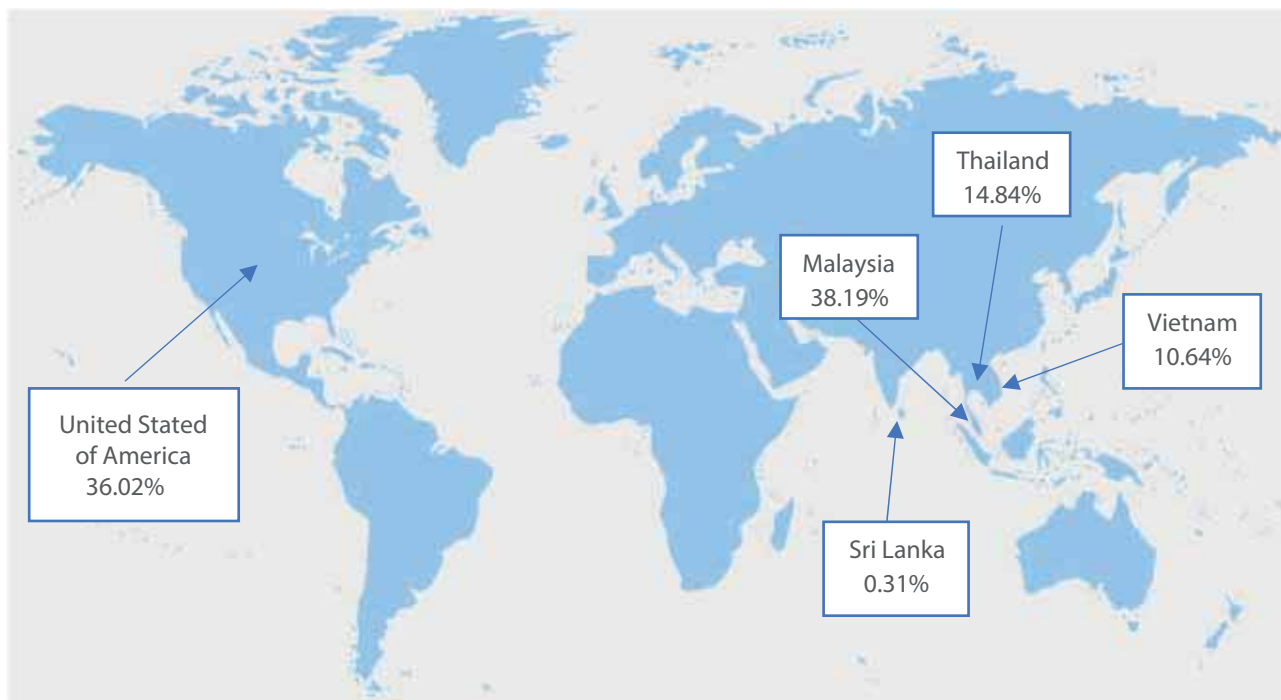 Thailand
14.84%
Malaysia
38.19%
Vietnam
10.64%
United Stated
of America
36.02%
Sri Lanka
0.31%